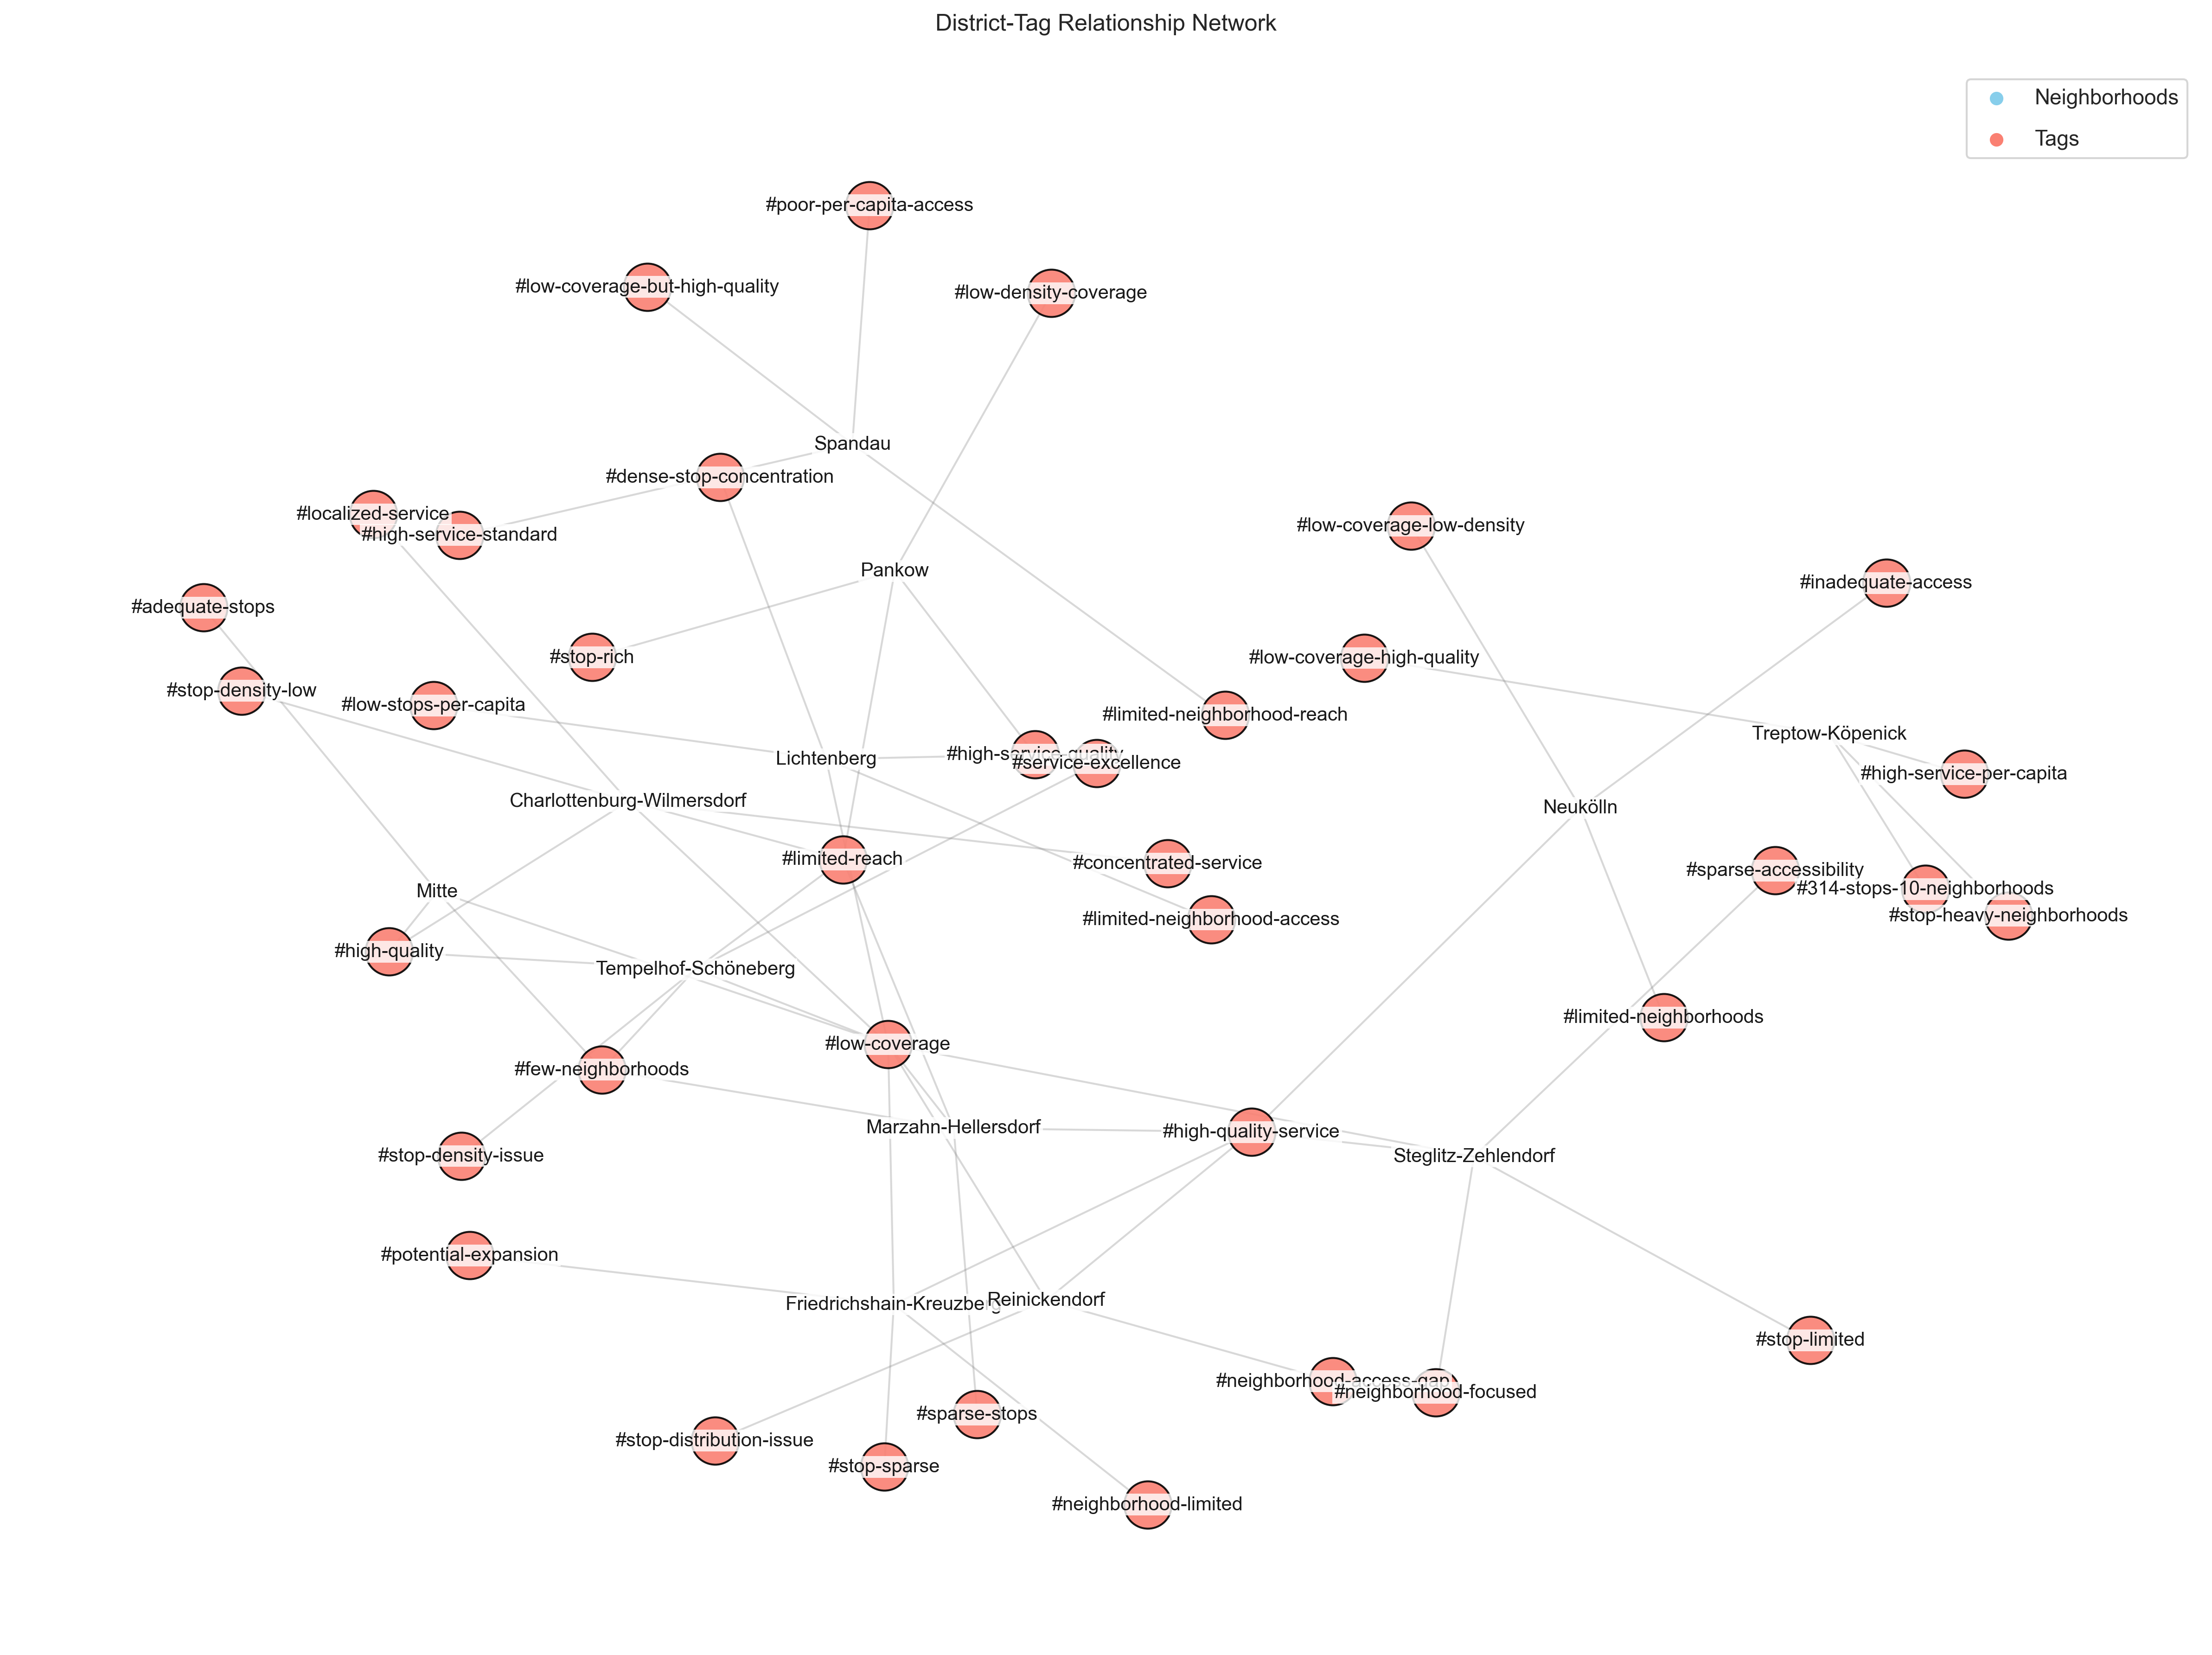 District-Tag Relationship Network
Neighborhoods
Tags
#poor-per-capita-access
#low-coverage-but-high-quality
#low-density-coverage
Spandau
#dense-stop-concentration
#localized-service
#high-service-standard
#low-coverage-low-density
Pankow
#inadequate-access
#adequate-stops
#stop-rich
#low-coverage-high-quality
#stop-density-low
#low-stops-per-capita
#limited-neighborhood-reach
Treptow-Köpenick
#high-service-quality
Lichtenberg
#service-excellence
#high-service-per-capita
Charlottenburg-Wilmersdorf
Neukölln
#limited-reach
#concentrated-service
#sparse-accessibility
Mitte
#314-stops-10-neighborhoods
#stop-heavy-neighborhoods
#limited-neighborhood-access
#high-quality
Tempelhof-Schöneberg
#limited-neighborhoods
#low-coverage
#few-neighborhoods
Marzahn-Hellersdorf
#high-quality-service
#stop-density-issue
Steglitz-Zehlendorf
#potential-expansion
Friedrichshain-Kreuzberg
Reinickendorf
#stop-limited
#neighborhood-access-gap
#neighborhood-focused
#sparse-stops
#stop-distribution-issue
#stop-sparse
#neighborhood-limited